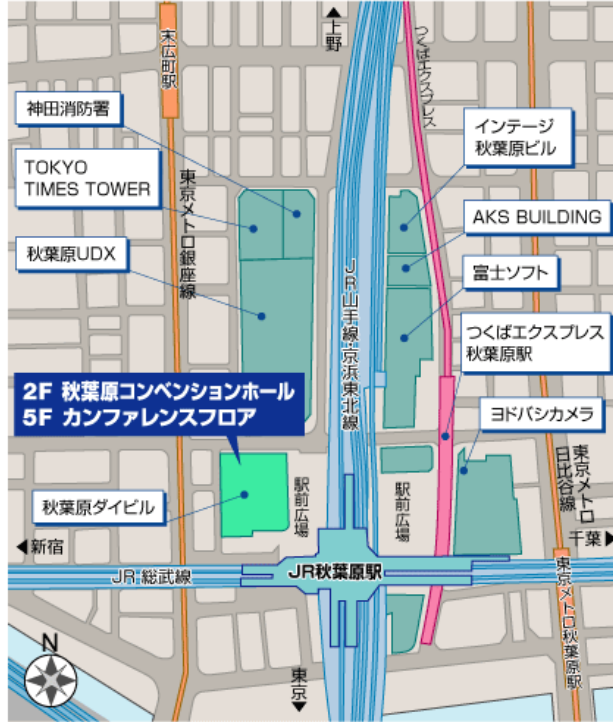 上野
末広町駅
つくばエクスプレス
神田消防署
TOKYO
TIMES TOWER
秋葉原UDX
東京メトロ銀座線
JR山手線・京浜東北線
インテージ
秋葉原ビル
AKS BUILDING
富士ソフト
つくばエクスプレス
秋葉原駅
ヨドバシカメラ
2F 秋葉原コンベンションホール
5F カンファレンスフロア
秋葉原ダイビル
駅前広場
駅前広場
東京メトロ
日比谷線
新宿
千葉
JR 総武線
JR秋葉原駅
東京メトロ秋葉原駅
N
東京